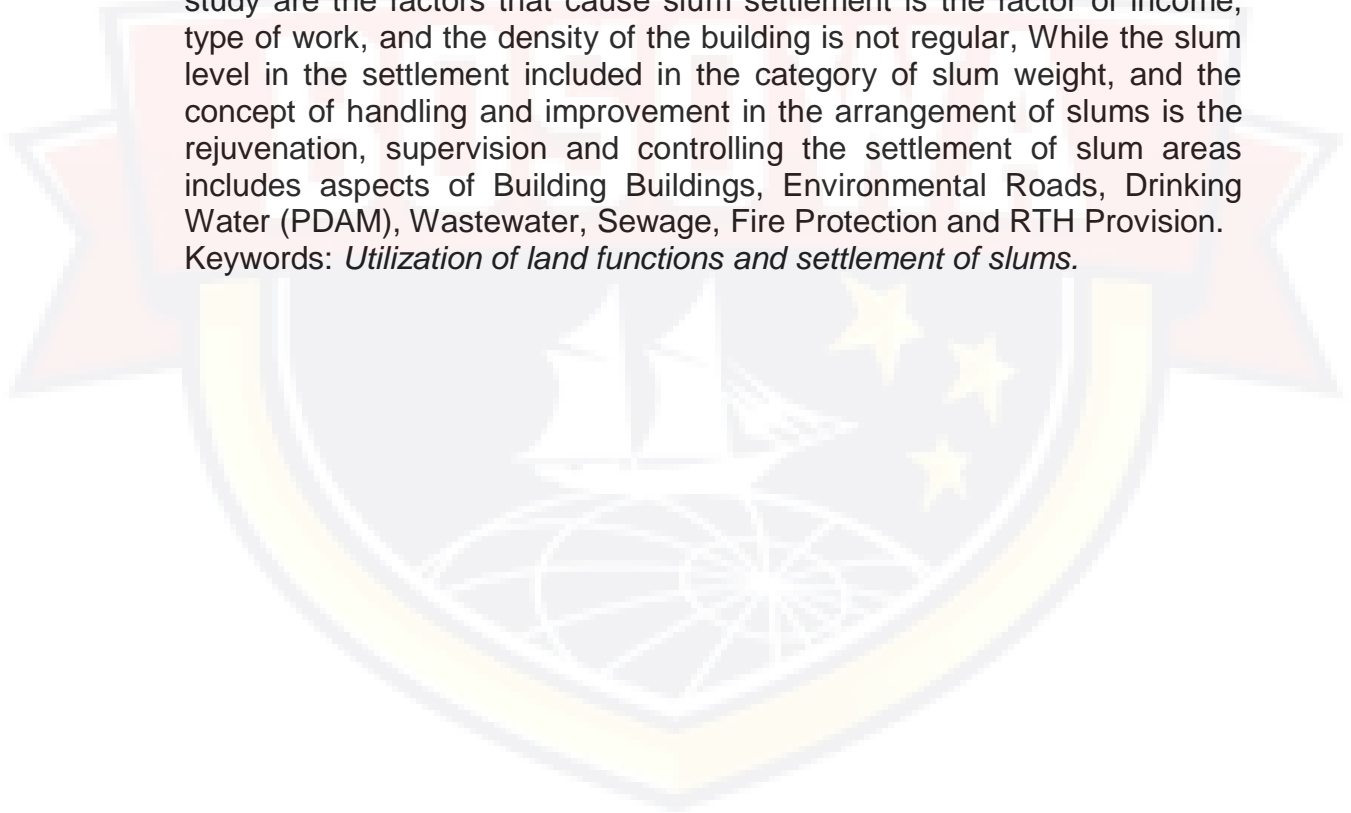 study are the factors that cause slum settlement is the factor of income,
type of work, and the density of the building is not regular, While the slum
level in the settlement included in the category of slum weight, and the
concept of handling and improvement in the arrangement of slums is the
rejuvenation, supervision and controlling the settlement of slum areas
includes aspects of Building Buildings, Environmental Roads, Drinking
Water (PDAM), Wastewater, Sewage, Fire Protection and RTH Provision.
Keywords: Utilization of land functions and settlement of slums.